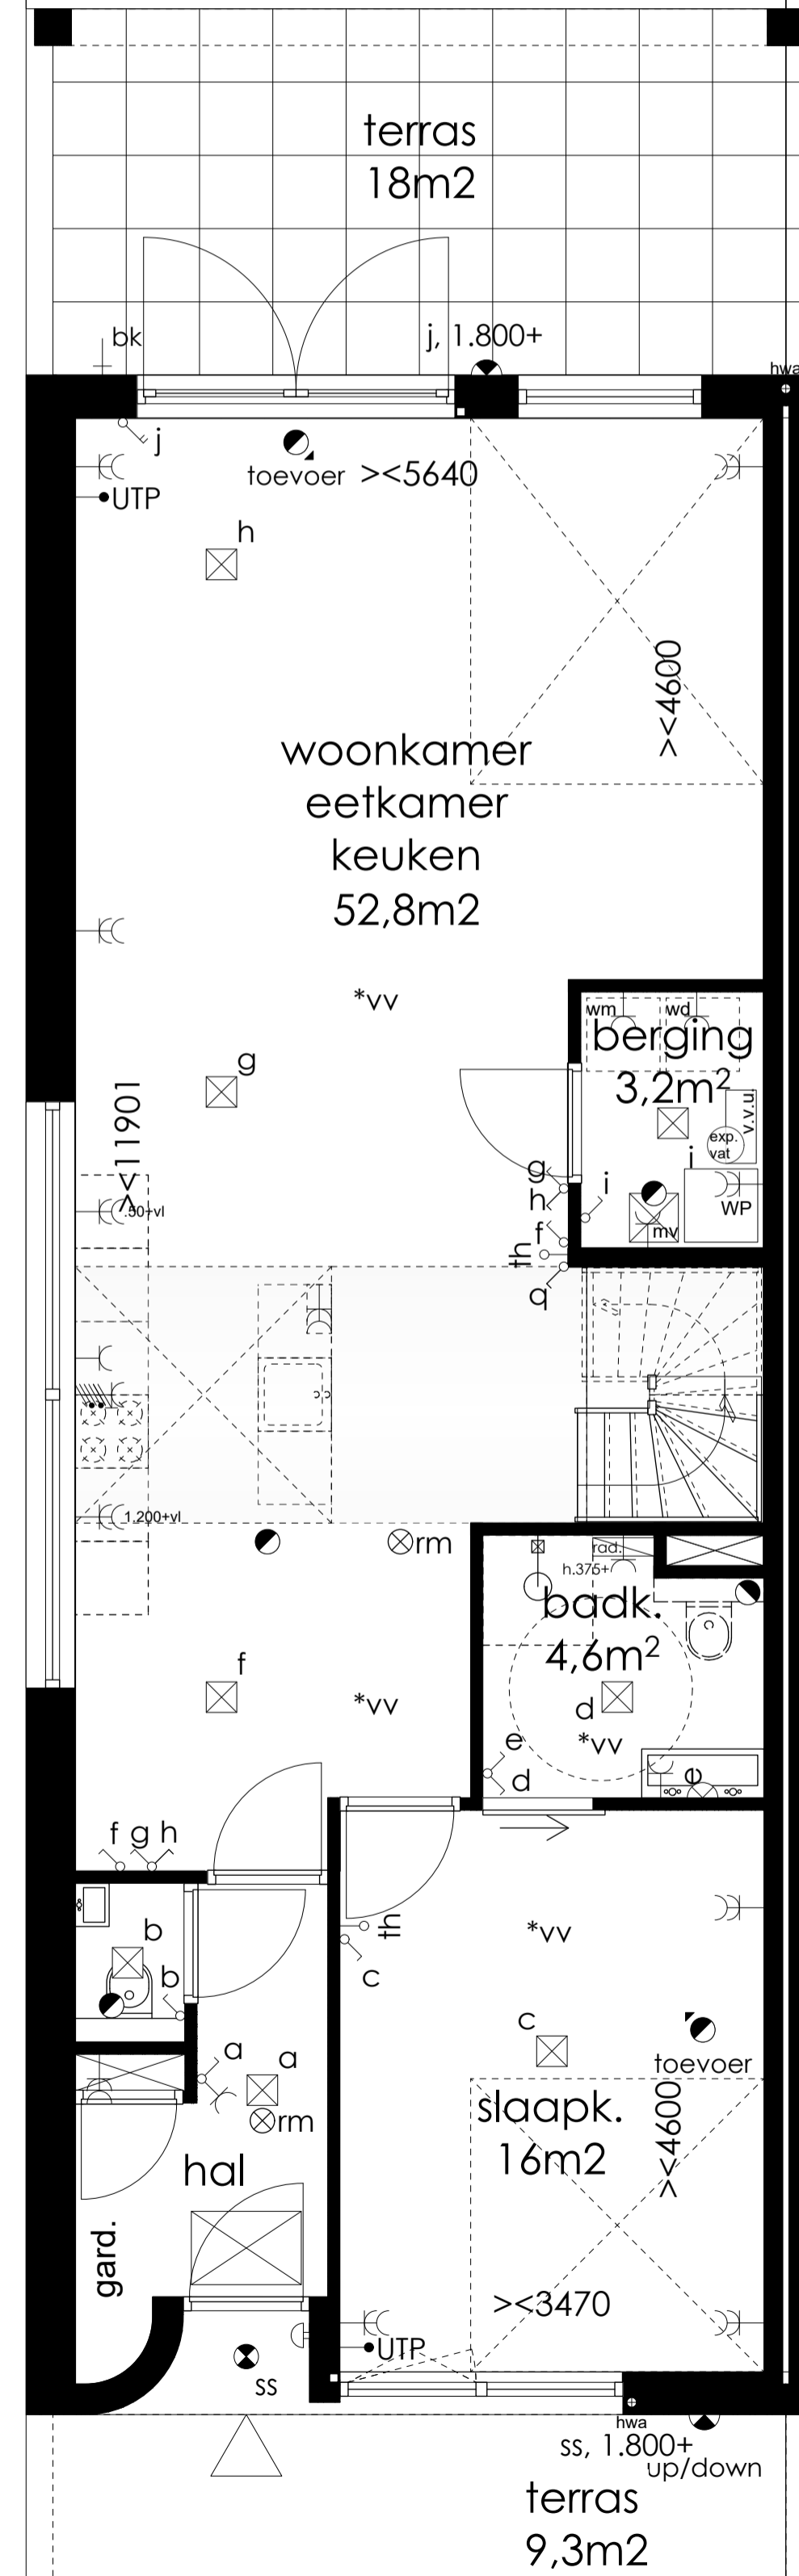 terras
18m2
bk
j, 1.800+
hwa
j
toevoer ><5640
UTP
h
><4600
woonkamer
eetkamer
keuken
52,8m2
*vv
wm
wd
berging
3,2m²
g
><11901
v.v.u.
exp.
vat
i
g
i
h
.50+vl
WP
f
mv
th
q
1.200+vl
rm
rad.
h.375+
badk.
4,6m²
f
*vv
d
*vv
e
d
e
f g h
b
th
*vv
b
c
c
a
a
toevoer
rm
slaapk.
16m2
><4600
hal
gard.
><3470
UTP
ss
hwa
ss, 1.800+
up/down
terras
9,3m2